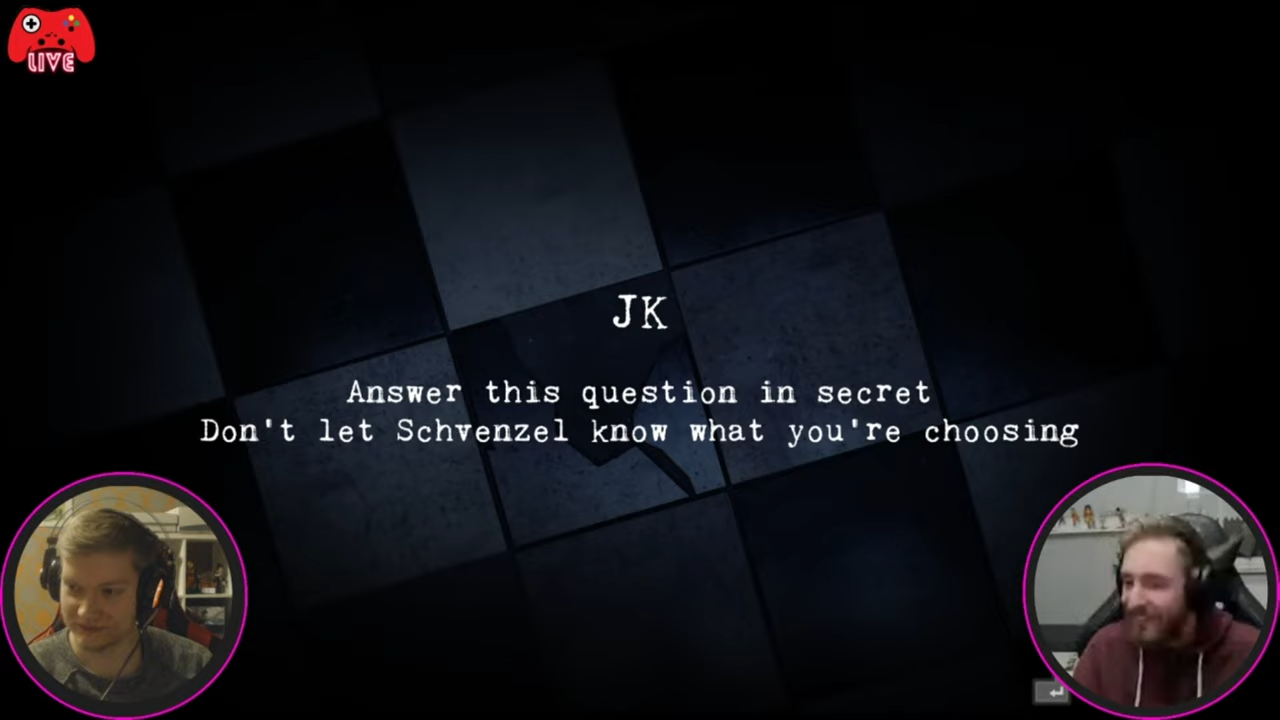 LIVE
JK
Answer this question in secret
Don't let Schvenzel know what you're choosing